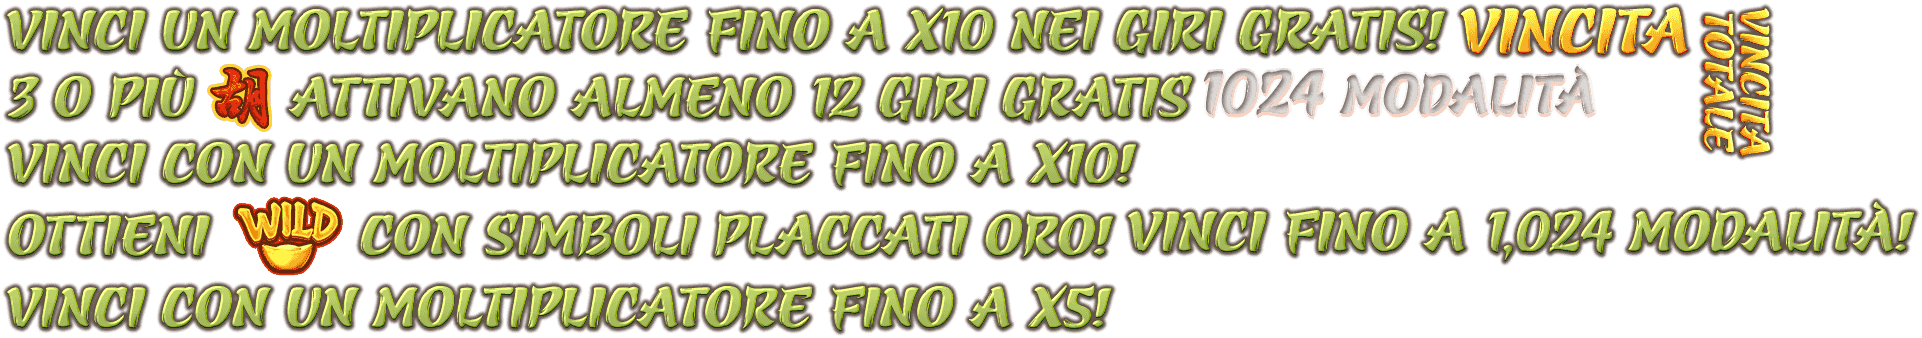 VINCI UN MOLTIPLICATORE FINO A X10 NEI GIRI GRATIS!
VINCITA
VINCITA
TOTALE
3 O PIÙ 胡 ATTIVANO ALMENO 12 GIRI GRATIS
1024 MODALITÀ
VINCI CON UN MOLTIPLICATORE FINO A X10!
OTTIENI WILD CON SIMBOLI PLACCATI ORO!
VINCI FINO A 1,024 MODALITÀ!
VINCI CON UN MOLTIPLICATORE FINO A X5!